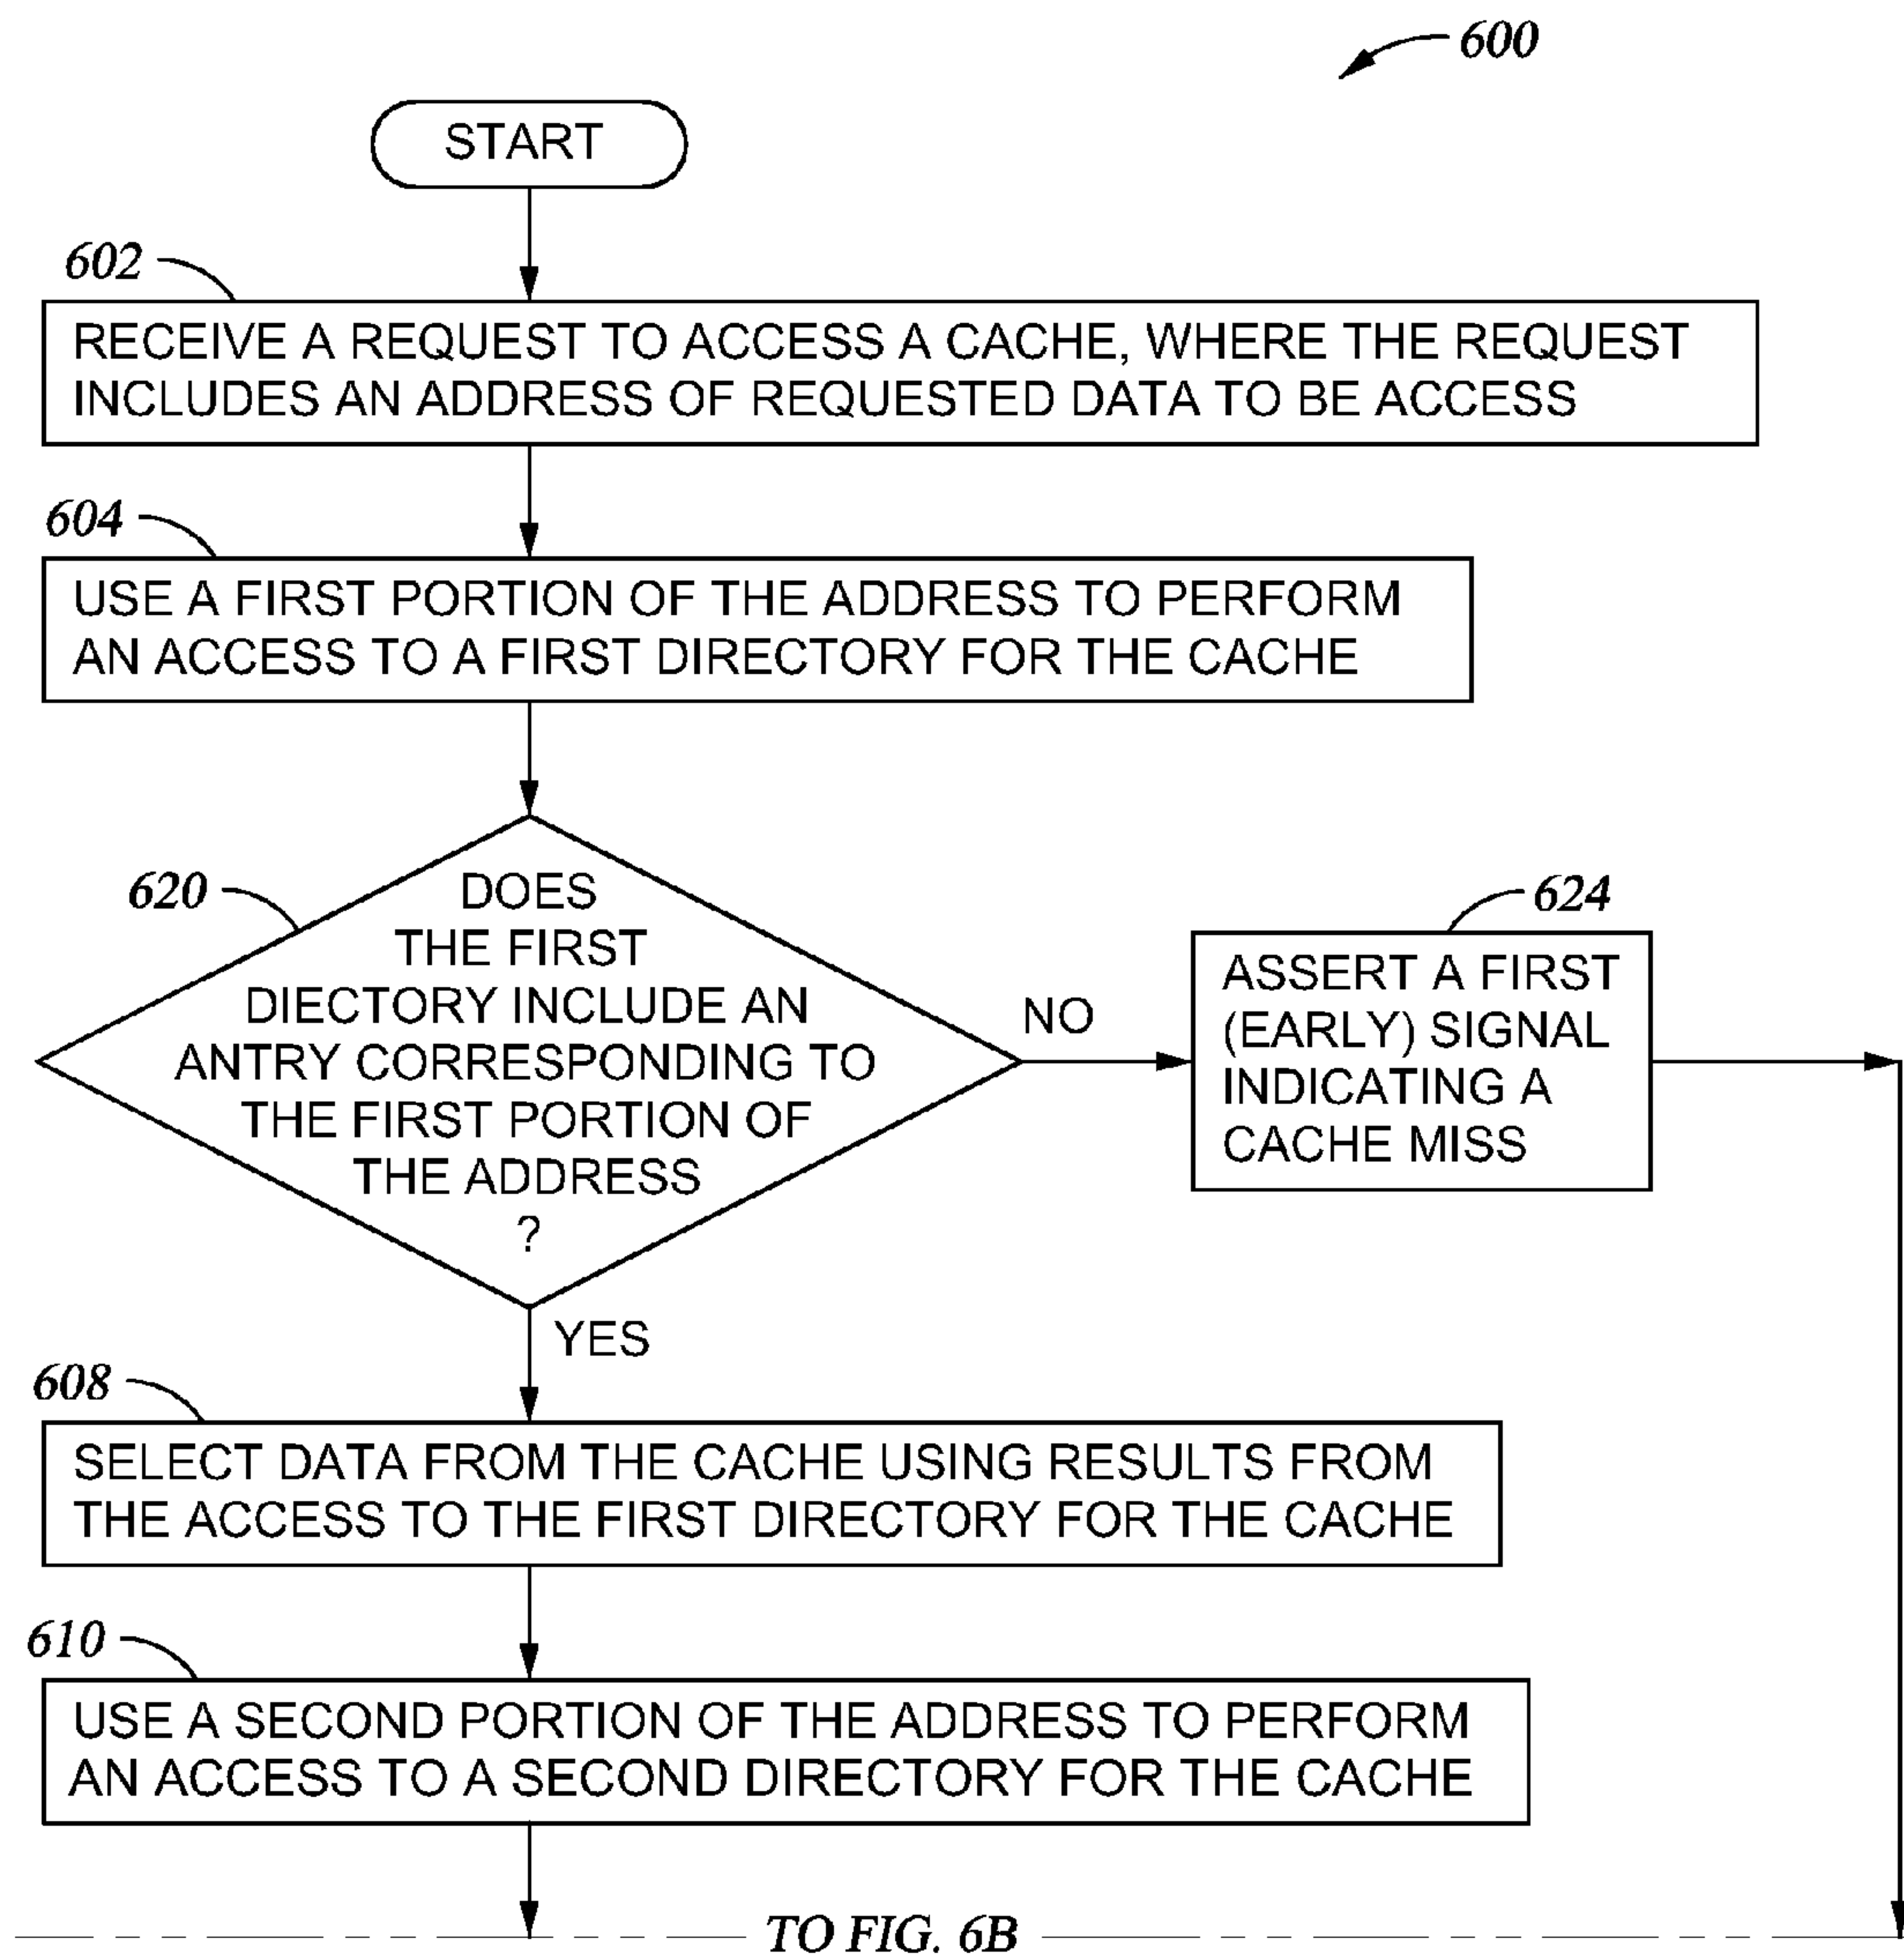 600
START
602
RECEIVE A REQUEST TO ACCESS A CACHE, WHERE THE REQUEST
INCLUDES AN ADDRESS OF REQUESTED DATA TO BE ACCESS
604
USE A FIRST PORTION OF THE ADDRESS TO PERFORM
AN ACCESS TO A FIRST DIRECTORY FOR THE CACHE
620
DOES
THE FIRST
DIECTORY INCLUDE AN
ANTRY CORRESPONDING TO
THE FIRST PORTION OF
THE ADDRESS
?
NO
624
ASSERT A FIRST
(EARLY) SIGNAL
INDICATING A
CACHE MISS
YES
608
SELECT DATA FROM THE CACHE USING RESULTS FROM
THE ACCESS TO THE FIRST DIRECTORY FOR THE CACHE
610
USE A SECOND PORTION OF THE ADDRESS TO PERFORM
AN ACCESS TO A SECOND DIRECTORY FOR THE CACHE
TO FIG. 6B